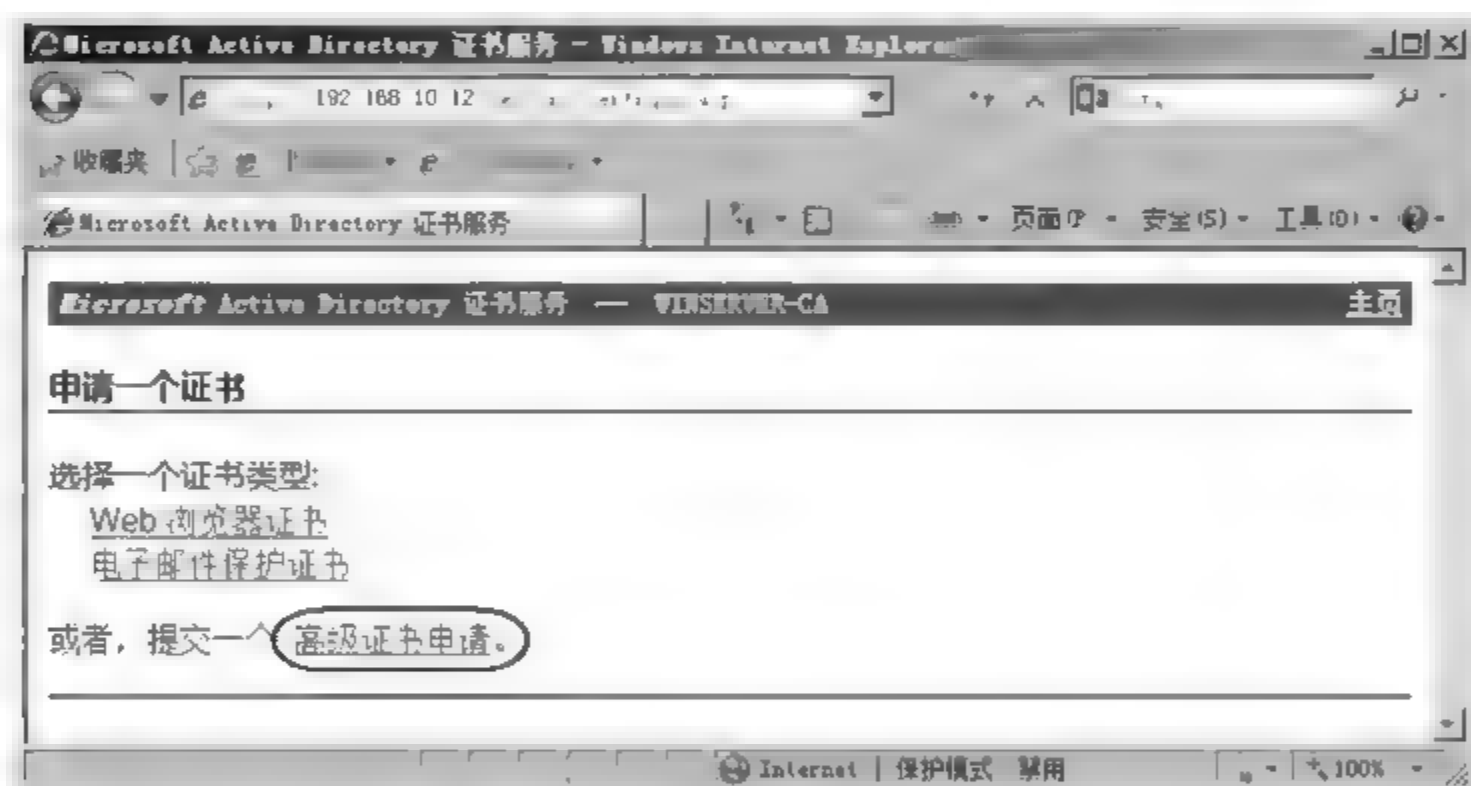 Microsoft Active Directory 证书服务 - Windows Internet Explorer
192 168 10 12
收藏夹
Microsoft Active Directory 证书服务
页面(P 安全(S) 工具(O)
Microsoft Active Directory 证书服务 — WINSERVER-CA 主页
申请一个证书
选择一个证书类型:
Web 浏览器证书
电子邮件保护证书
或者，提交一个 高级证书申请。
Internet | 保护模式 禁用 100%